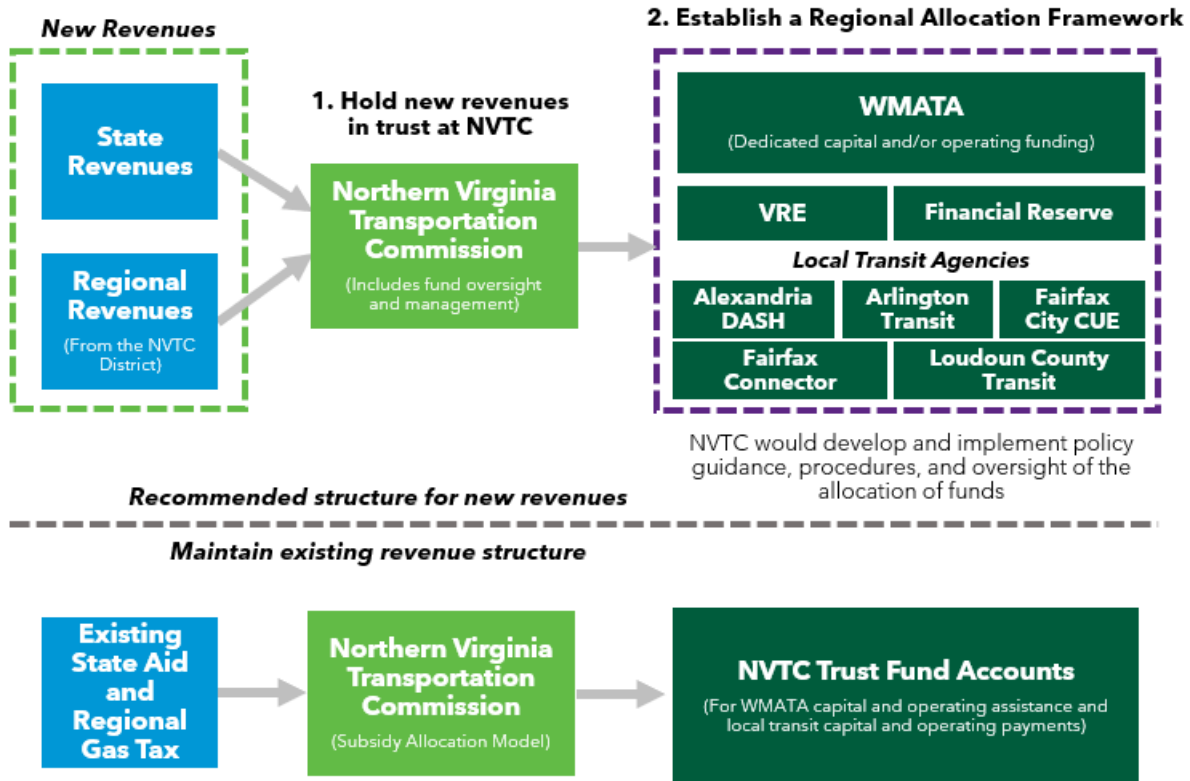 New Revenues
State
Revenues
Regional
Revenues
(From the NVTC
District)
1. Hold new revenues
in trust at NVTC
Northern Virginia
Transportation
Commission
(Includes fund oversight
and management)
2. Establish a Regional Allocation Framework
WMATA
(Dedicated capital and/or operating funding)
VRE
Financial Reserve
Local Transit Agencies
Alexandria
DASH
Arlington
Transit
Fairfax
City CUE
Fairfax
Connector
Loudoun County
Transit
NVTC would develop and implement policy
guidance, procedures, and oversight of the
allocation of funds
Recommended structure for new revenues
Maintain existing revenue structure
Existing
State Aid
and
Regional
Gas Tax
Northern Virginia
Transportation
Commission
(Subsidy Allocation Model)
NVTC Trust Fund Accounts
(For WMATA capital and operating assistance and
local transit capital and operating payments)